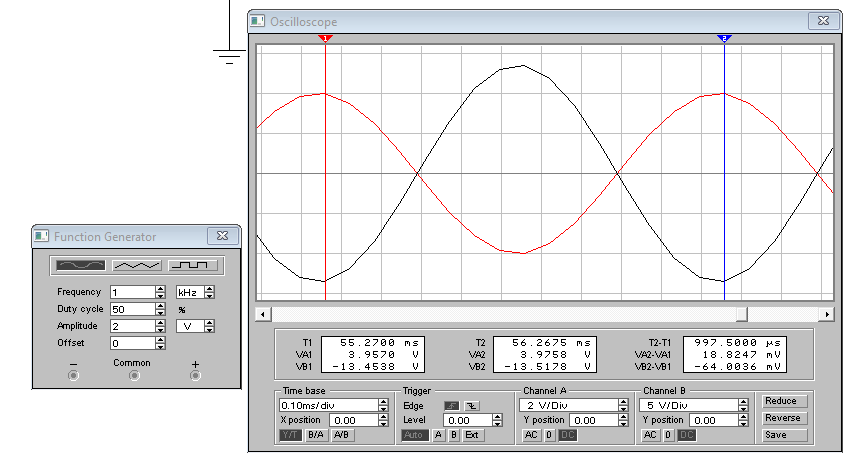 Oscilloscope
1
2
Function Generator
Frequency 1 kHz
Duty cycle 50 %
Amplitude 2 V
Offset 0
− Common +
T1 55.2700 ms
VA1 3.9570 V
VB1 -13.4538 V
T2 56.2675 ms
VA2 3.9758 V
VB2 -13.5178 V
T2-T1 997.5000 µs
VA2-VA1 18.8247 mV
VB2-VB1 -64.0036 mV
Time base
0.10ms/div
X position 0.00
Y/T B/A A/B
Trigger
Edge
Level 0.00
Auto A B Ext
Channel A
2 V/Div
Y position 0.00
AC 0 DC
Channel B
5 V/Div
Y position 0.00
AC 0 DC
Reduce
Reverse
Save